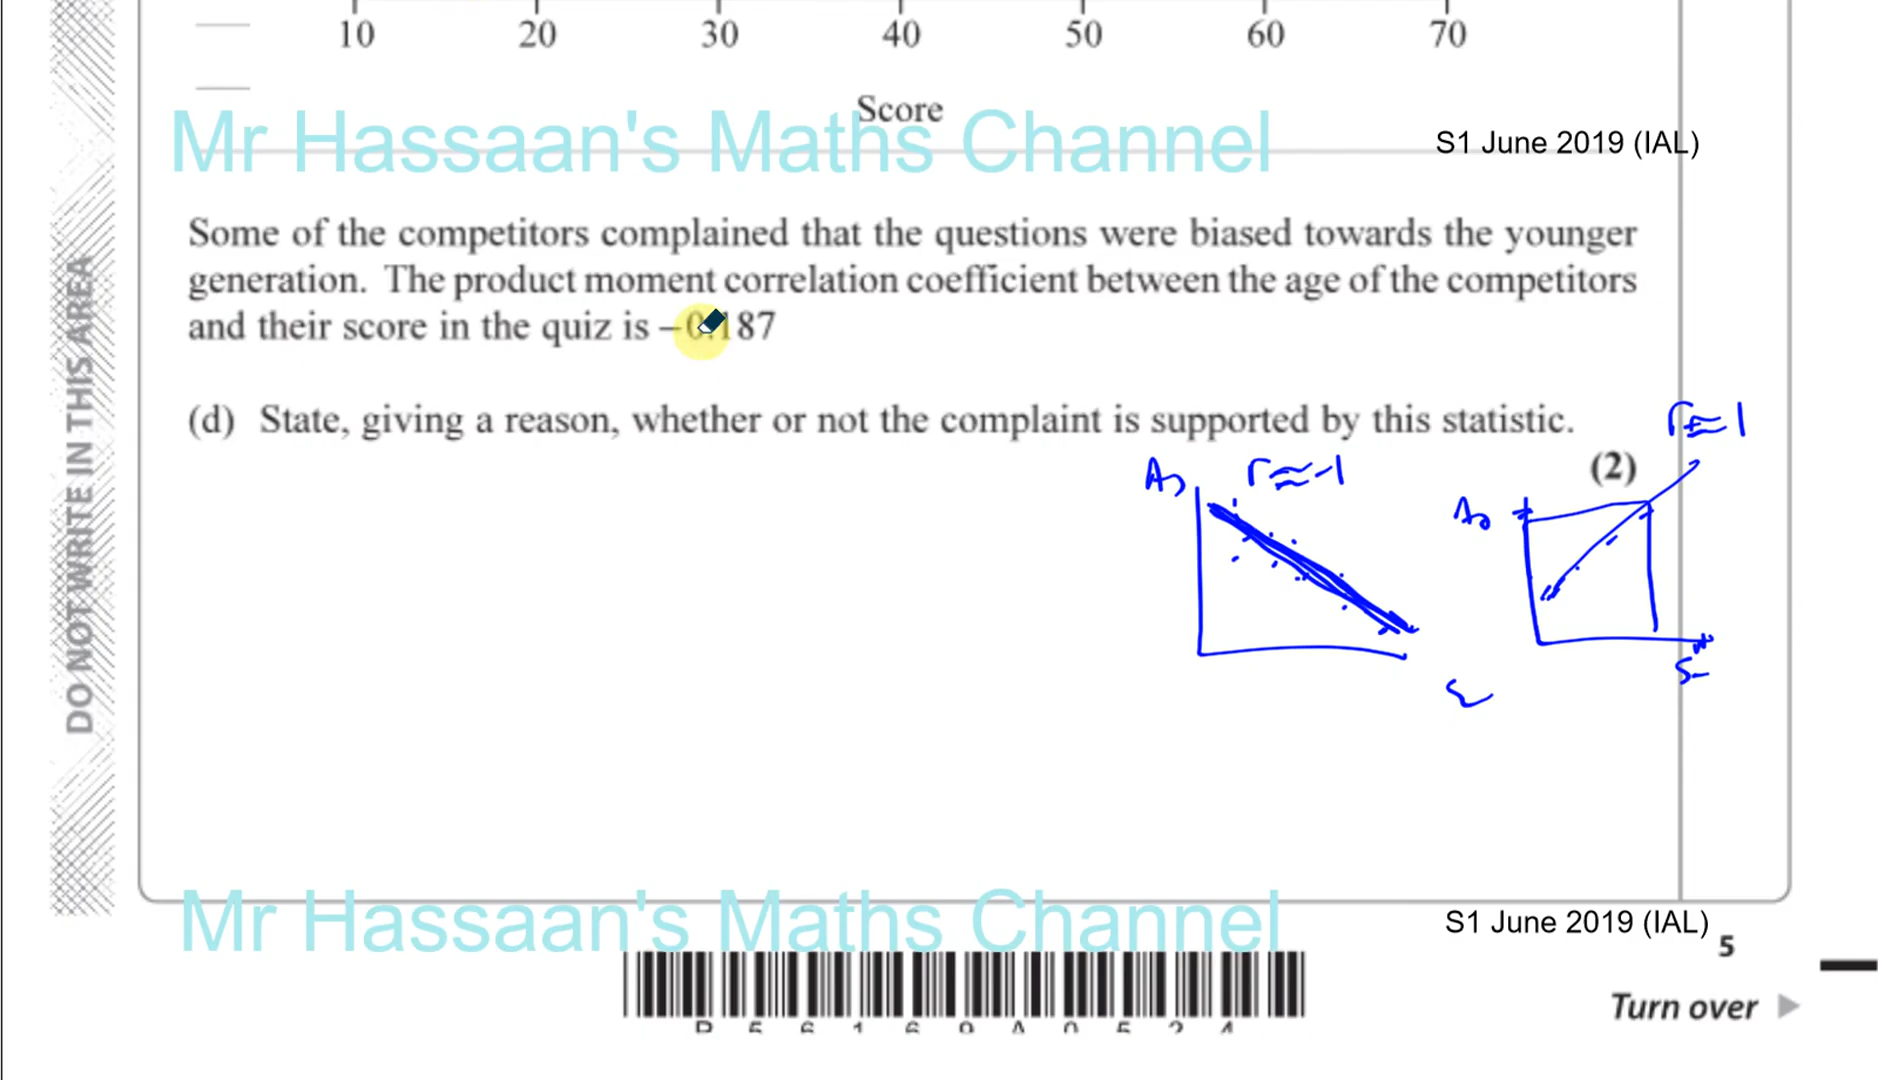 10 20 30 40 50 60 70
Score
Mr Hassaan's Maths Channel
S1 June 2019 (IAL)
Some of the competitors complained that the questions were biased towards the younger
generation. The product moment correlation coefficient between the age of the competitors
and their score in the quiz is –0.187
(d) State, giving a reason, whether or not the complaint is supported by this statistic.
(2)
r≈-1
r≈1
DO NOT WRITE IN THIS AREA
Mr Hassaan's Maths Channel
S1 June 2019 (IAL)
5
Turn over